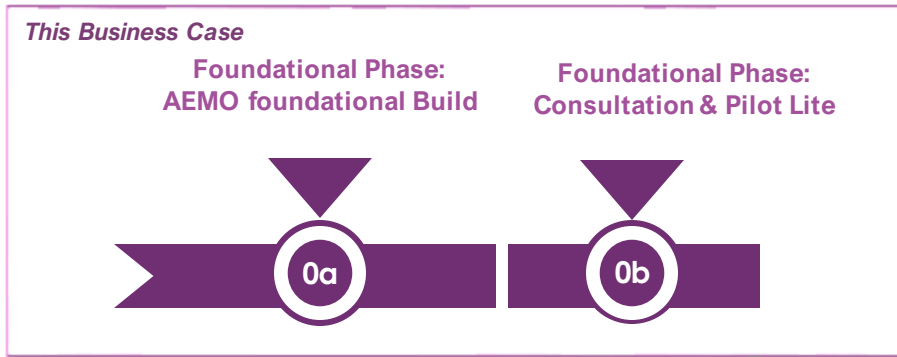 This Business Case
Foundational Phase:
AEMO foundational Build
Foundational Phase:
Consultation & Pilot Lite
0a
0b